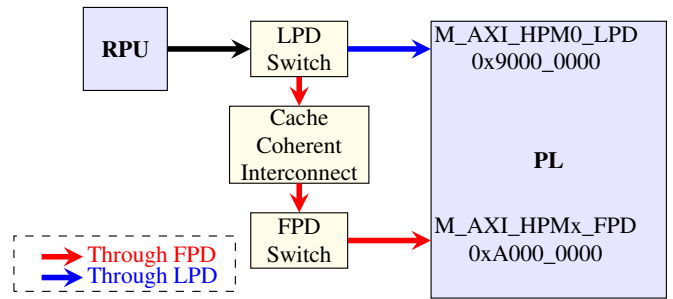 RPU
LPD
Switch
M_AXI_HPM0_LPD
0x9000_0000
Cache
Coherent
Interconnect
PL
FPD
Switch
M_AXI_HPMx_FPD
0xA000_0000
Through FPD
Through LPD